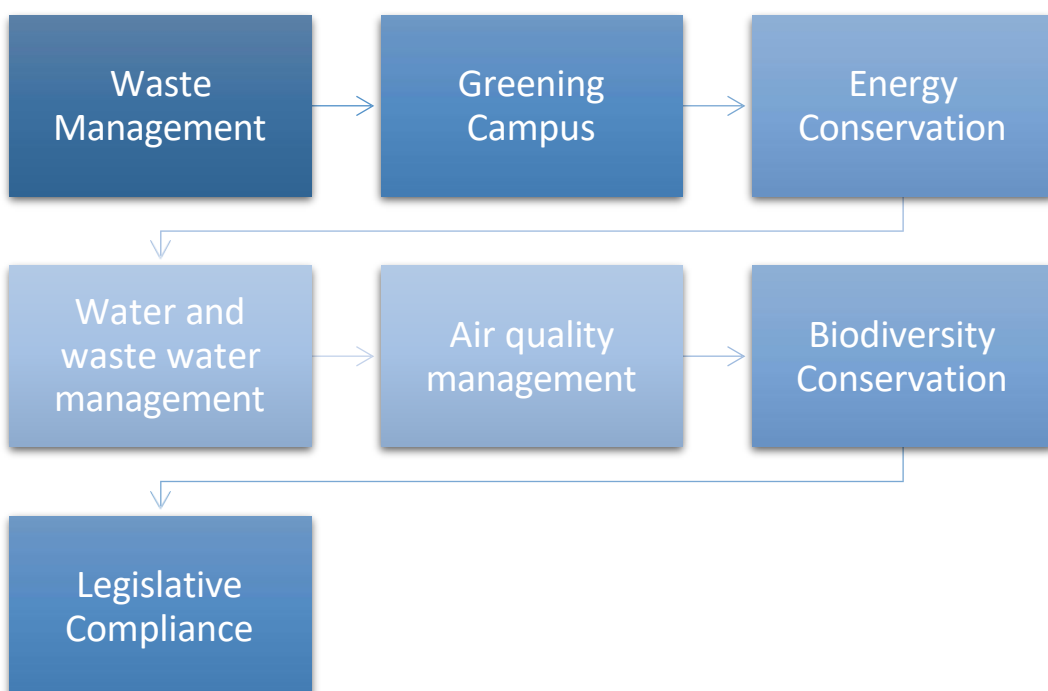 Waste
Management
Greening
Campus
Energy
Conservation
Water and
waste water
management
Air quality
management
Biodiversity
Conservation
Legislative
Compliance